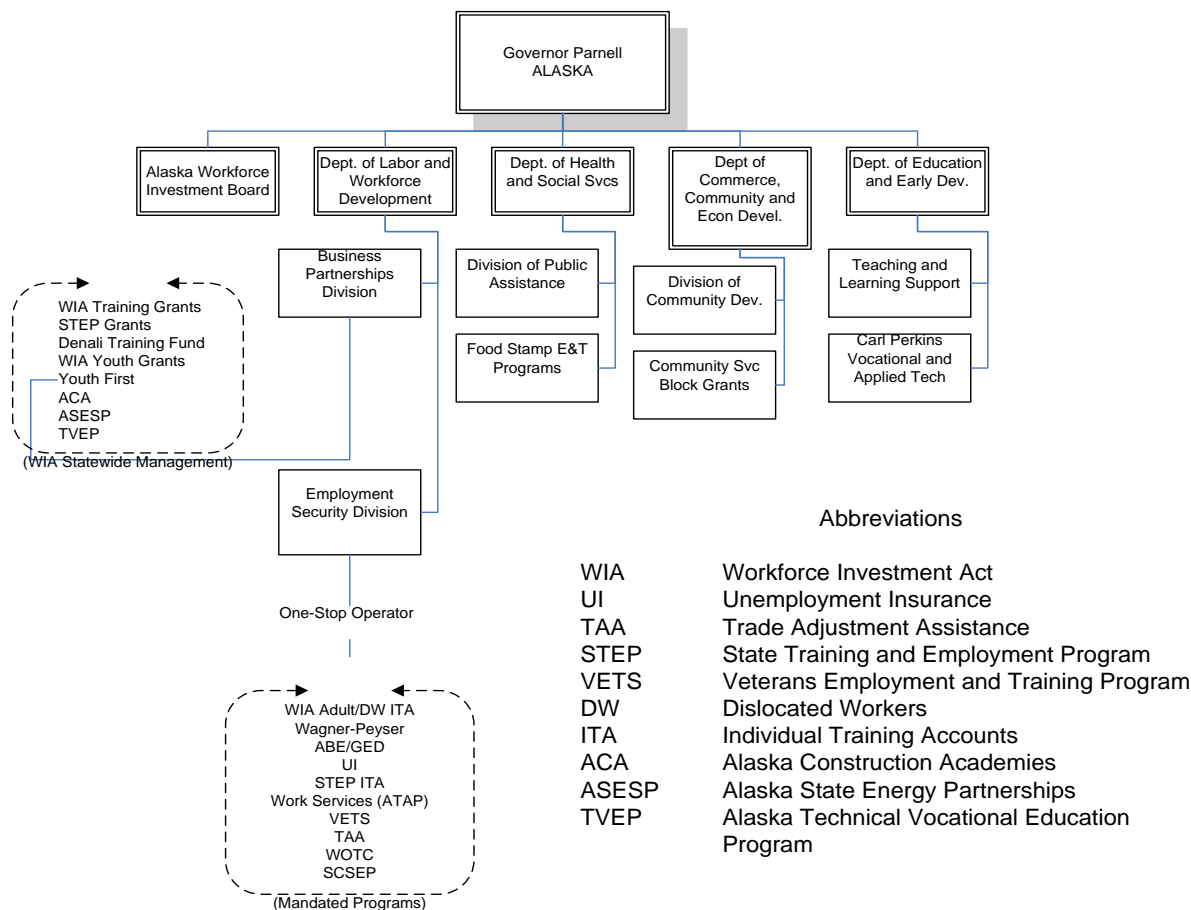 Governor Parnell
ALASKA
Alaska Workforce
Investment Board
Dept. of Labor and
Workforce
Development
Dept. of Health
and Social Svcs
Dept of
Commerce,
Community and
Econ Devel.
Dept. of Education
and Early Dev.
Business
Partnerships
Division
Division of Public
Assistance
Division of
Community Dev.
Teaching and
Learning Support
Food Stamp E&T
Programs
Community Svc
Block Grants
Carl Perkins
Vocational and
Applied Tech
WIA Training Grants
STEP Grants
Denali Training Fund
WIA Youth Grants
Youth First
ACA
ASESP
TVEP
(WIA Statewide Management)
Employment
Security Division
One-Stop Operator
WIA Adult/DW ITA
Wagner-Peyser
ABE/GED
UI
STEP ITA
Work Services (ATAP)
VETS
TAA
WOTC
SCSEP
(Mandated Programs)
Abbreviations
WIA Workforce Investment Act
UI Unemployment Insurance
TAA Trade Adjustment Assistance
STEP State Training and Employment Program
VETS Veterans Employment and Training Program
DW Dislocated Workers
ITA Individual Training Accounts
ACA Alaska Construction Academies
ASESP Alaska State Energy Partnerships
TVEP Alaska Technical Vocational Education
Program